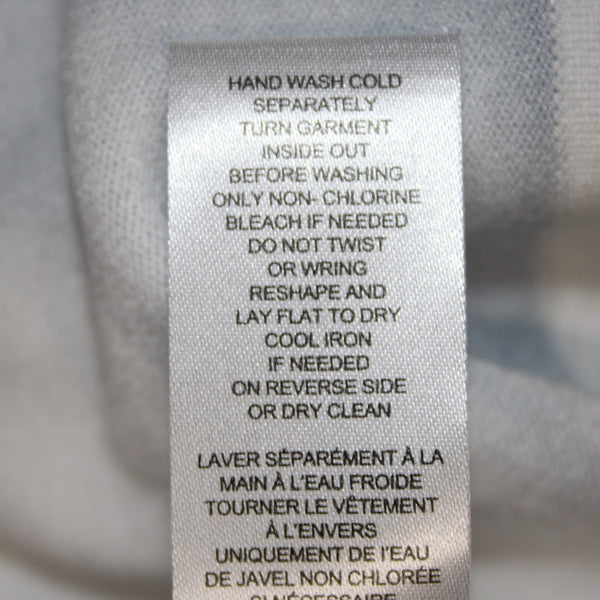 HAND WASH COLD
SEPARATELY
TURN GARMENT
INSIDE OUT
BEFORE WASHING
ONLY NON- CHLORINE
BLEACH IF NEEDED
DO NOT TWIST
OR WRING
RESHAPE AND
LAY FLAT TO DRY
COOL IRON
IF NEEDED
ON REVERSE SIDE
OR DRY CLEAN
LAVER SÉPARÉMENT À LA
MAIN À L'EAU FROIDE
TOURNER LE VÊTEMENT
À L'ENVERS
UNIQUEMENT DE L'EAU
DE JAVEL NON CHLORÉE
SI NÉCESSAIRE